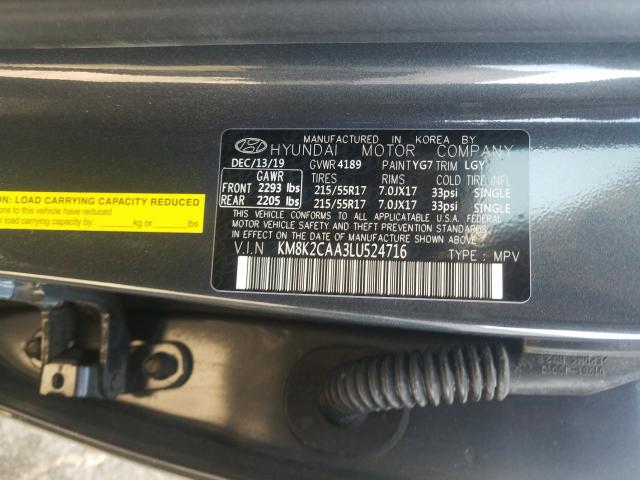 MANUFACTURED IN KOREA BY
HYUNDAI MOTOR COMPANY
DEC/13/19 GVWR 4189 PAINT YG7 TRIM LGY
GAWR TIRES RIMS COLD TIRE INFL
FRONT 2293 lbs 215/55R17 7.0JX17 33psi SINGLE
REAR 2205 lbs 215/55R17 7.0JX17 33psi SINGLE
THIS VEHICLE CONFORMS TO ALL APPLICABLE U.S.A. FEDERAL
MOTOR VEHICLE SAFETY AND THEFT PREVENTION STANDARDS
IN EFFECT ON THE DATE OF MANUFACTURE SHOWN ABOVE.
V.I.N KM8K2CAA3LU524716 TYPE : MPV
ION: LOAD CARRYING CAPACITY REDUCED
ions to this vehicle have reduced
rrying capacity by kg or lbs.